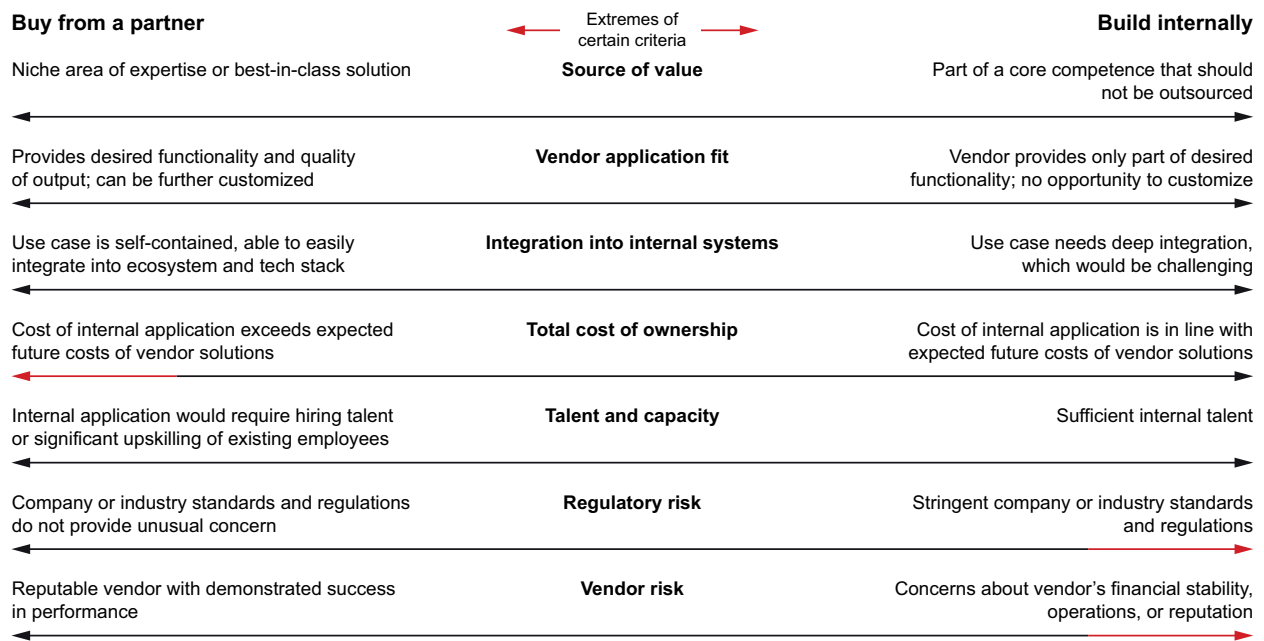 Buy from a partner
Extremes of
certain criteria
Build internally
Niche area of expertise or best-in-class solution
Source of value
Part of a core competence that should
not be outsourced
Provides desired functionality and quality
of output; can be further customized
Vendor application fit
Vendor provides only part of desired
functionality; no opportunity to customize
Use case is self-contained, able to easily
integrate into ecosystem and tech stack
Integration into internal systems
Use case needs deep integration,
which would be challenging
Cost of internal application exceeds expected
future costs of vendor solutions
Total cost of ownership
Cost of internal application is in line with
expected future costs of vendor solutions
Internal application would require hiring talent
or significant upskilling of existing employees
Talent and capacity
Sufficient internal talent
Company or industry standards and regulations
do not provide unusual concern
Regulatory risk
Stringent company or industry standards
and regulations
Reputable vendor with demonstrated success
in performance
Vendor risk
Concerns about vendor's financial stability,
operations, or reputation